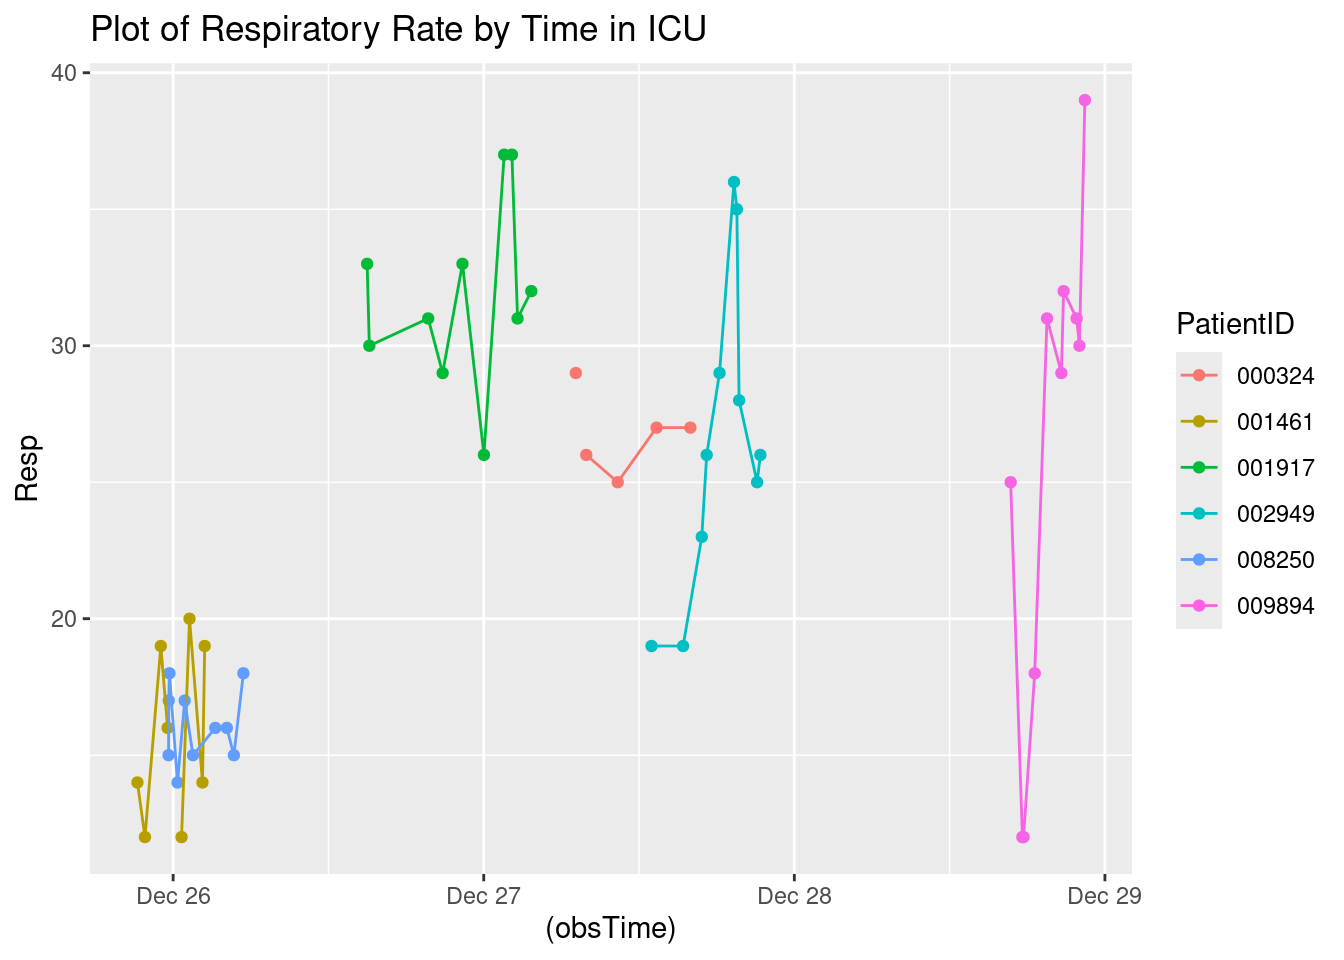 Plot of Respiratory Rate by Time in ICU
40
30
20
Resp
Dec 26
Dec 27
Dec 28
Dec 29
(obsTime)
PatientID
000324
001461
001917
002949
008250
009894